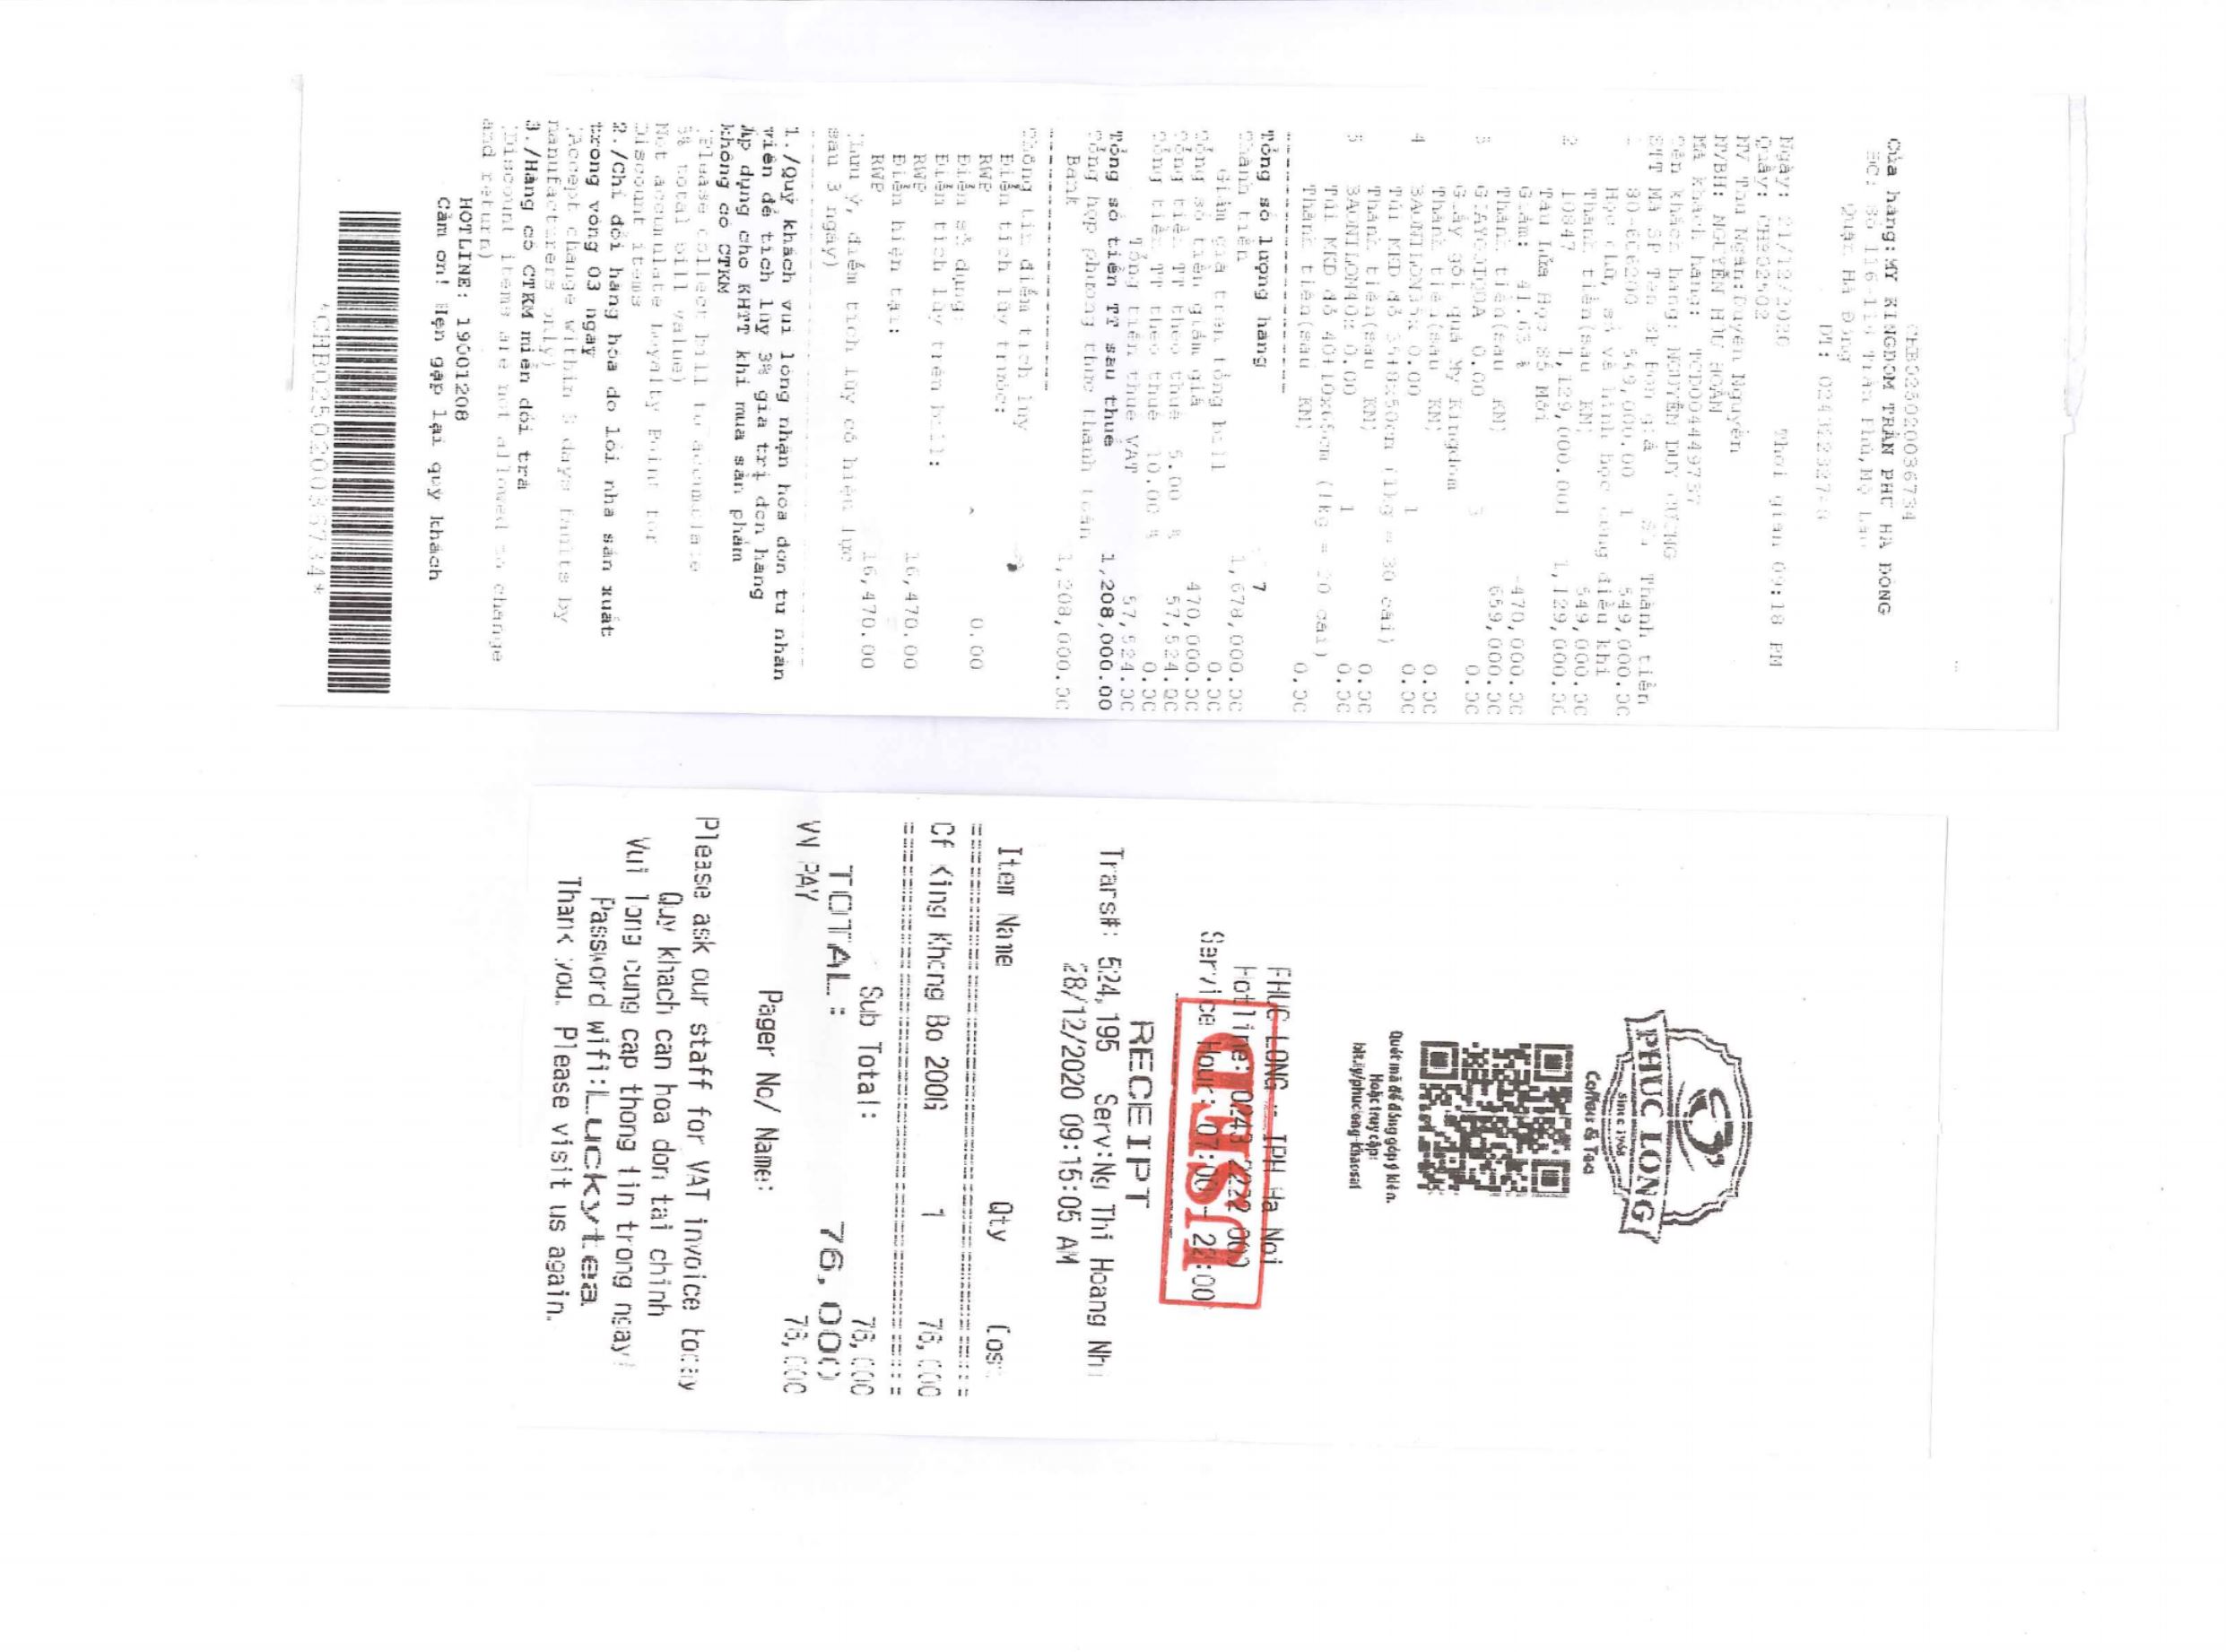 CHB025020036734
Cửa hàng:MY KINGDOM TRẦN PHÚ HÀ ĐÔNG
ĐC: Số 116-118 Trần Phú,Mộ Lao
Quận Hà Đông
ĐT:
Ngày: 21/12/2020 Thời gian 09:18 PM
Quầy: CHB02502
NV Thu Ngân:Duyên Nguyễn
NVBH: NGUYỄN HỮU HOÀN
Mã khách hàng: TCD004449737
Tên khách hàng: NGUYỄN DUY CƯƠNG
STT Mã SP Tên SP Đơn giá SL Thành tiền
1 80-606200 549,000.00 1 549,000.00
Học chữ, số và hình học cùng điều khi
Thành tiền(sau KM) 549,000.00
2 10847 1,129,000.001 1,129,000.00
Tàu Lửa Học Số Mới
Giảm: 41.63 % -470,000.00
Thành tiền(sau KM) 659,000.00
3 GIAYGOIQUA 0.00 3 0.00
Giấy gói quà My Kingdom
Thành tiền(sau KM) 0.00
4 BAONILON35x 0.00 1 0.00
Túi MKD đỏ 35+8x50cm (1kg = 30 cái)
Thành tiền(sau KM) 0.00
5 BAONILON40x 0.00 1 0.00
Túi MKD đỏ 40+10x65cm (1kg = 20 cái)
Thành tiền(sau KM) 0.00
Tổng số lượng hàng 7
Thành tiền 1,678,000.00
Giảm giá trên tổng bill 0.00
Tổng số tiền giảm giá 470,000.00
Tổng tiền TT theo thuế 5.00 % 57,524.00
Tổng tiền TT theo thuế 10.00 % 0.00
Tổng tiền thuế VAT 57,524.00
Tổng số tiền TT sau thuế 1,208,000.00
Tổng hợp phương thức thanh toán
Bank 1,208,000.00
Thông tin điểm tích lũy
Điểm tích lũy trước:
RWP 0.00
Điểm sử dụng:
Điểm tích lũy trên bill:
RWP 16,470.00
Điểm hiện tại:
RWP 16,470.00
(Lưu ý, điểm tích lũy có hiệu lực
sau 3 ngày)
1./Quý khách vui lòng nhận hóa đơn từ nhân
viên để tích lũy 3% giá trị đơn hàng
Áp dụng cho KHTT khi mua sản phẩm
không có CTKM
(Please collect bill to accumulate
3% total bill value)
Not accumulate Loyalty Point for
Discount items
2./Chỉ đổi hàng hóa do lỗi nhà sản xuất
trong vòng 03 ngày
(Accept change within 3 days faults by
manufacturers only)
3./Hàng có CTKM miễn đổi trả
(Discount items are not allowed to change
and return)
HOTLINE: 19001208
Cảm ơn! Hẹn gặp lại quý khách
*CHB025020036734*
PHUC LONG
Since 1968
Coffee & Tea
Quét mã để đóng góp ý kiến.
Hoặc truy cập:
bit.ly/phuclong-khaosat
PHUC LONG - IPH Ha Noi
Hotline: 0243 2222 000
Service Hour: 07:00 - 22:00
USED
RECEIPT
Trans#: 524,195 Serv:Ng Thi Hoang Nh
28/12/2020 09:15:05 AM
Item Name Qty Cost
Cf King Khong Bo 200G 1 76,000
Sub Total: 76,000
TOTAL: 76,000
VN PAY 76,000
Pager No/ Name:
Please ask our staff for VAT invoice today
Quy khach can hoa don tai chinh
Vui long cung cap thong tin trong ngay!
Password wifi:Luckytea
Thank you. Please visit us again.